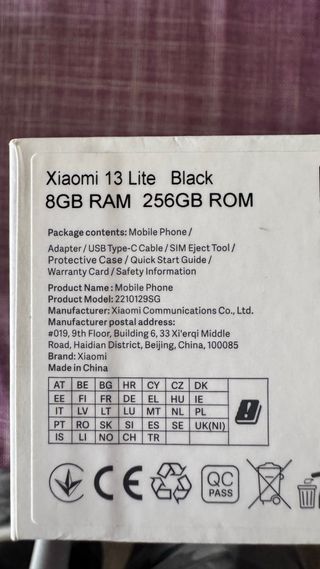 Xiaomi 13 Lite Black
8GB RAM 256GB ROM
Package contents: Mobile Phone /
Adapter / USB Type-C Cable / SIM Eject Tool /
Protective Case / Quick Start Guide /
Warranty Card / Safety Information
Product Name : Mobile Phone
Product Model: 2210129SG
Manufacturer: Xiaomi Communications Co., Ltd.
Manufacturer postal address:
#019, 9th Floor, Building 6, 33 Xi'erqi Middle
Road, Haidian District, Beijing, China, 100085
Brand: Xiaomi
Made in China
AT BE BG HR CY CZ DK
EE FI FR DE EL HU IE
IT LV LT LU MT NL PL
PT RO SK SI ES SE UK(NI)
IS LI NO CH TR
CE
QC
PASS